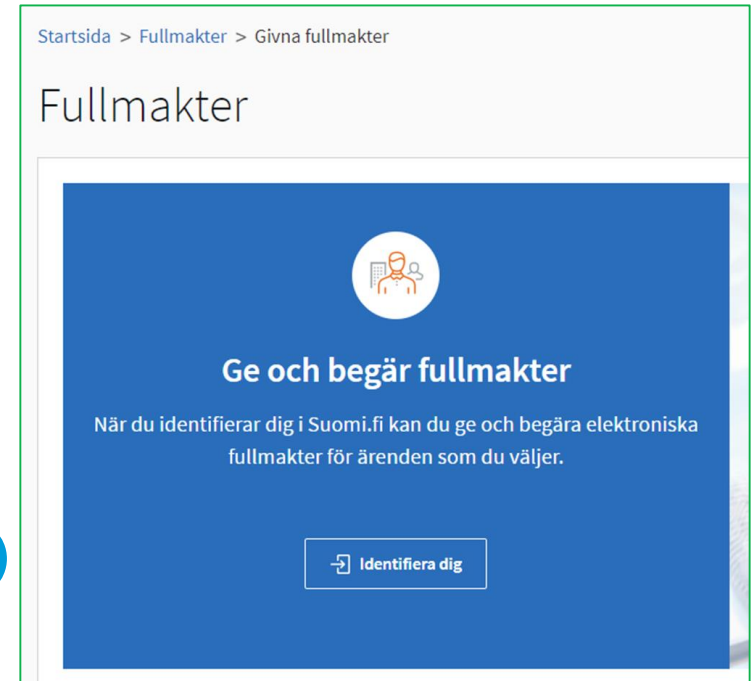 Startsida > Fullmakter > Givna fullmakter
Fullmakter
Ge och begär fullmakter
När du identifierar dig i Suomi.fi kan du ge och begära elektroniska
fullmakter för ärenden som du väljer.
Identifiera dig